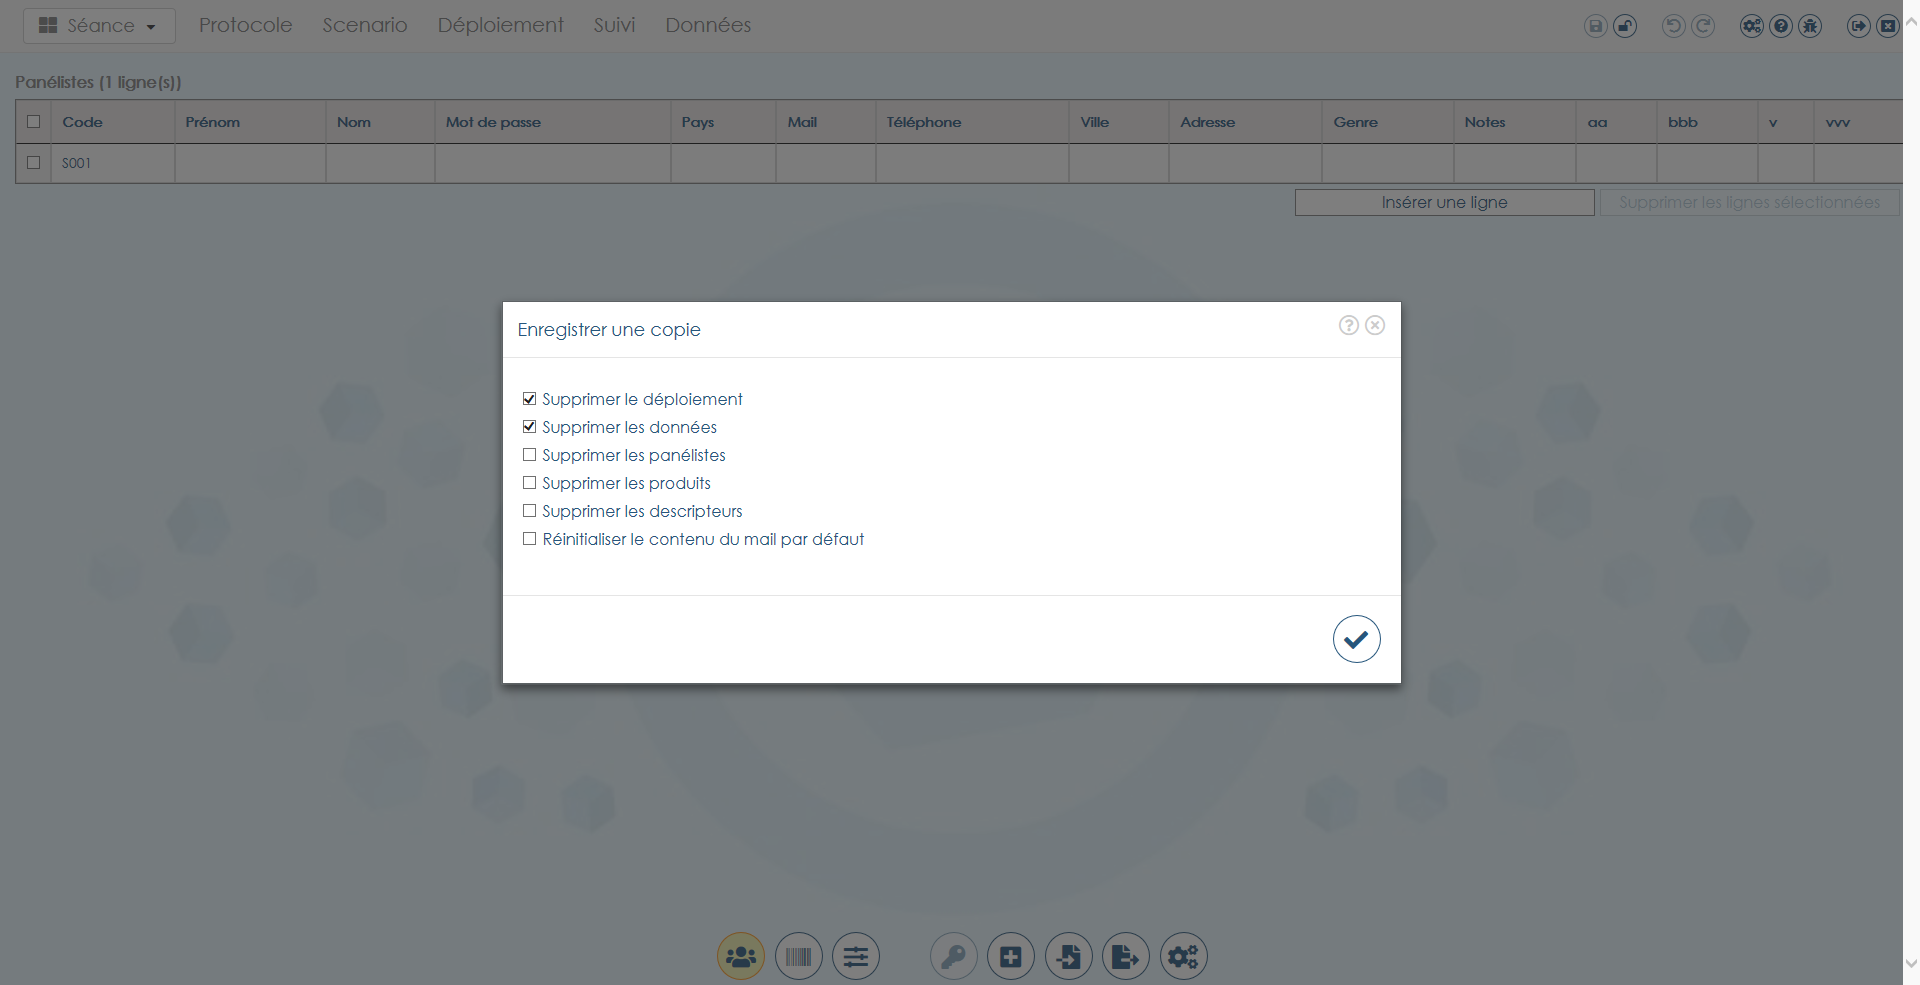 Séance Protocole Scenario Déploiement Suivi Données
Panélistes (1 ligne(s))
Code Prénom Nom Mot de passe Pays Mail Téléphone Ville Adresse Genre Notes aa bbb v vvv
S001
Insérer une ligne Supprimer les lignes sélectionnées
Enregistrer une copie
Supprimer le déploiement
Supprimer les données
Supprimer les panélistes
Supprimer les produits
Supprimer les descripteurs
Réinitialiser le contenu du mail par défaut